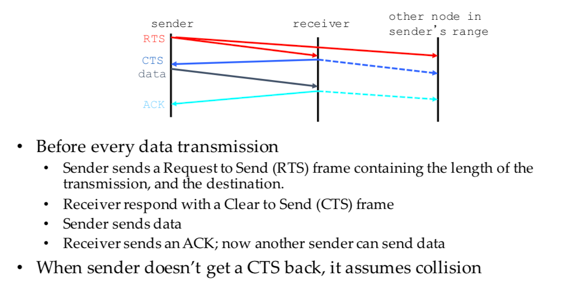 sender receiver other node in
sender's range
RTS
CTS
data
ACK
• Before every data transmission
• Sender sends a Request to Send (RTS) frame containing the length of the
transmission, and the destination.
• Receiver respond with a Clear to Send (CTS) frame
• Sender sends data
• Receiver sends an ACK; now another sender can send data
• When sender doesn't get a CTS back, it assumes collision